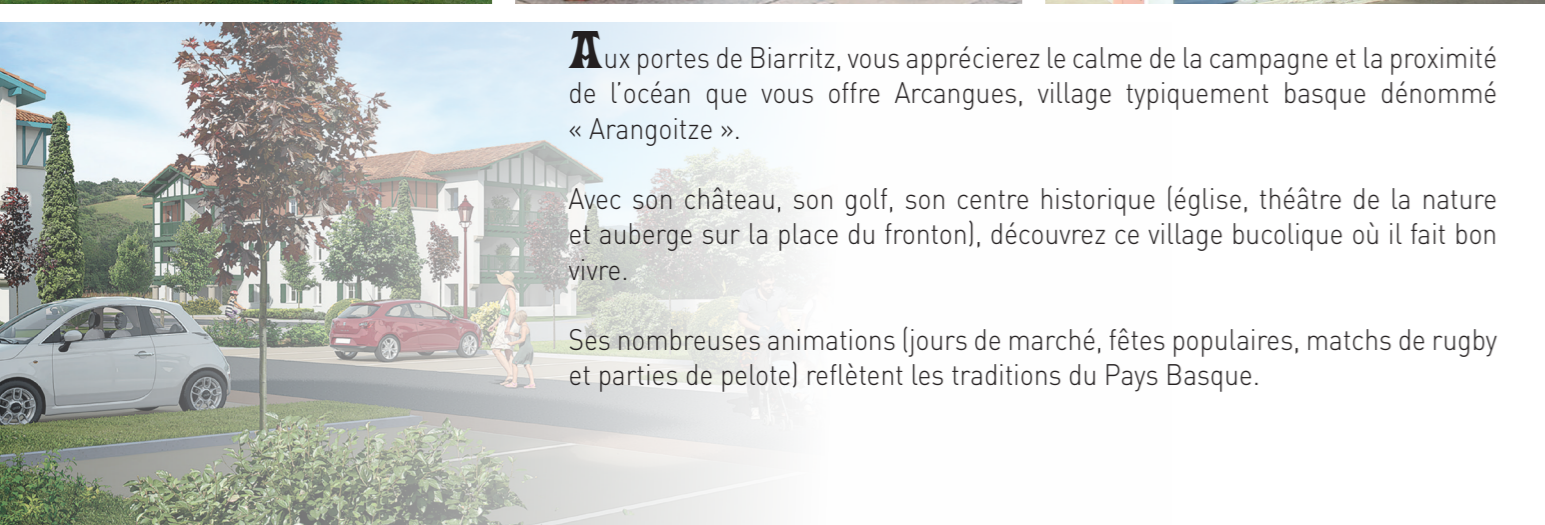 Aux portes de Biarritz, vous apprécierez le calme de la campagne et la proximité
de l’océan que vous offre Arcangues, village typiquement basque dénommé
« Arangoitze ».
Avec son château, son golf, son centre historique (église, théâtre de la nature
et auberge sur la place du fronton), découvrez ce village bucolique où il fait bon
vivre.
Ses nombreuses animations (jours de marché, fêtes populaires, matchs de rugby
et parties de pelote) reflètent les traditions du Pays Basque.